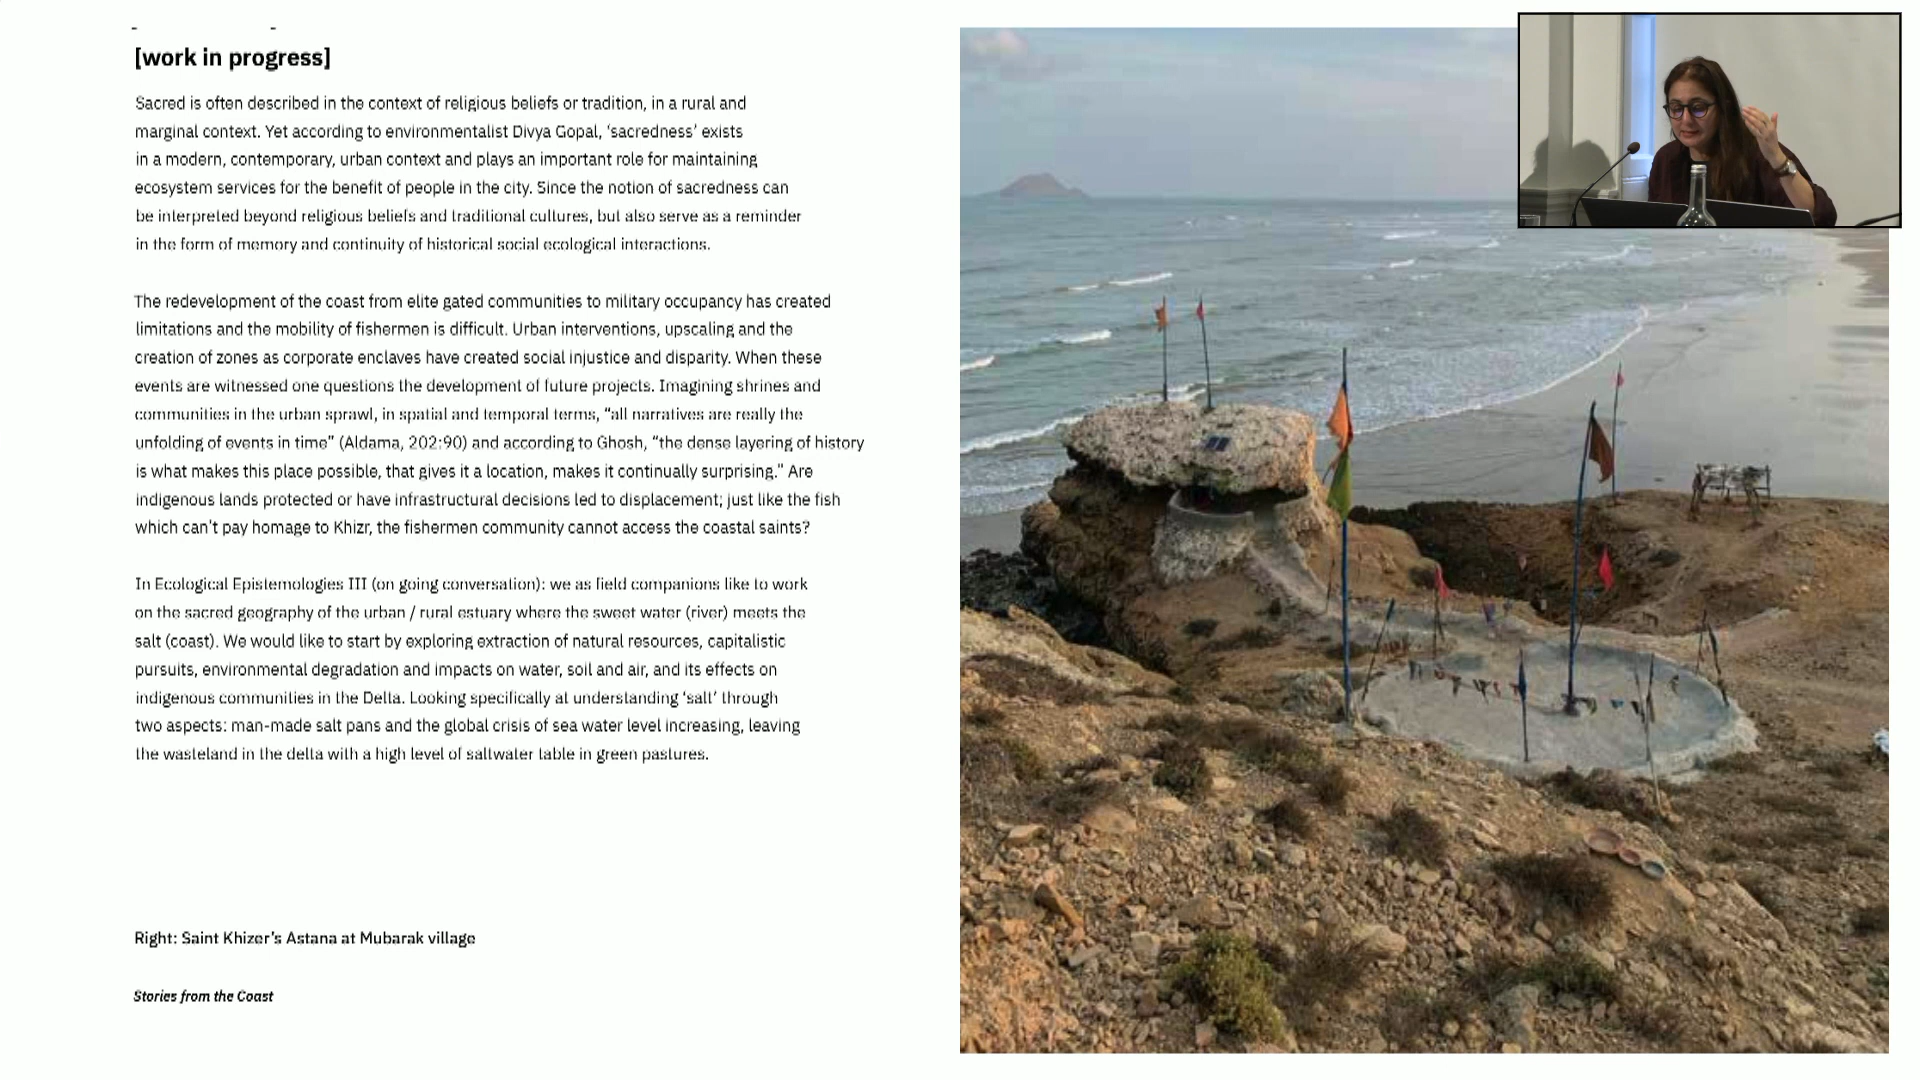 [work in progress]
Sacred is often described in the context of religious beliefs or tradition, in a rural and
marginal context. Yet according to environmentalist Divya Gopal, ‘sacredness’ exists
in a modern, contemporary, urban context and plays an important role for maintaining
ecosystem services for the benefit of people in the city. Since the notion of sacredness can
be interpreted beyond religious beliefs and traditional cultures, but also serve as a reminder
in the form of memory and continuity of historical social ecological interactions.
The redevelopment of the coast from elite gated communities to military occupancy has created
limitations and the mobility of fishermen is difficult. Urban interventions, upscaling and the
creation of zones as corporate enclaves have created social injustice and disparity. When these
events are witnessed one questions the development of future projects. Imagining shrines and
communities in the urban sprawl, in spatial and temporal terms, “all narratives are really the
unfolding of events in time” (Aldama, 202:90) and according to Ghosh, “the dense layering of history
is what makes this place possible, that gives it a location, makes it continually surprising.” Are
indigenous lands protected or have infrastructural decisions led to displacement; just like the fish
which can’t pay homage to Khizr, the fishermen community cannot access the coastal saints?
In Ecological Epistemologies III (on going conversation): we as field companions like to work
on the sacred geography of the urban / rural estuary where the sweet water (river) meets the
salt (coast). We would like to start by exploring extraction of natural resources, capitalistic
pursuits, environmental degradation and impacts on water, soil and air, and its effects on
indigenous communities in the Delta. Looking specifically at understanding ‘salt’ through
two aspects: man-made salt pans and the global crisis of sea water level increasing, leaving
the wasteland in the delta with a high level of saltwater table in green pastures.
Right: Saint Khizer’s Astana at Mubarak village
Stories from the Coast